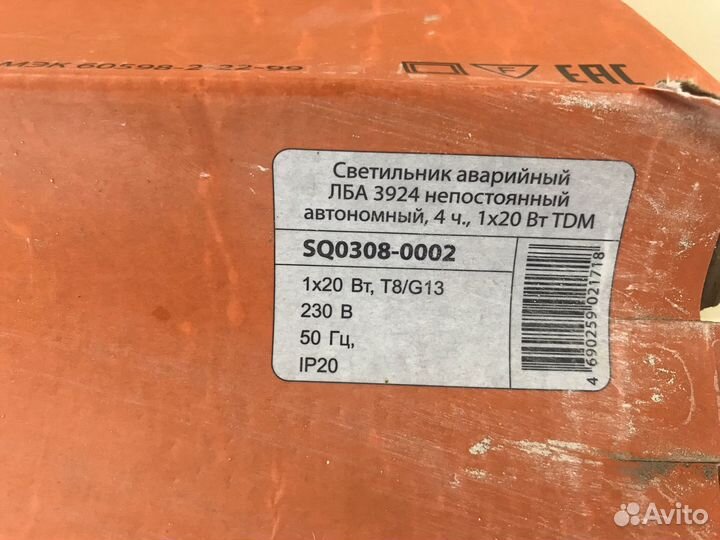 МЭК 60598-2-22-99
F
EAC
Светильник аварийный
ЛБА 3924 непостоянный
автономный, 4 ч., 1х20 Вт TDM
SQ0308-0002
1х20 Вт, T8/G13
230 В
50 Гц,
IP20
4 690259 021718
Avito